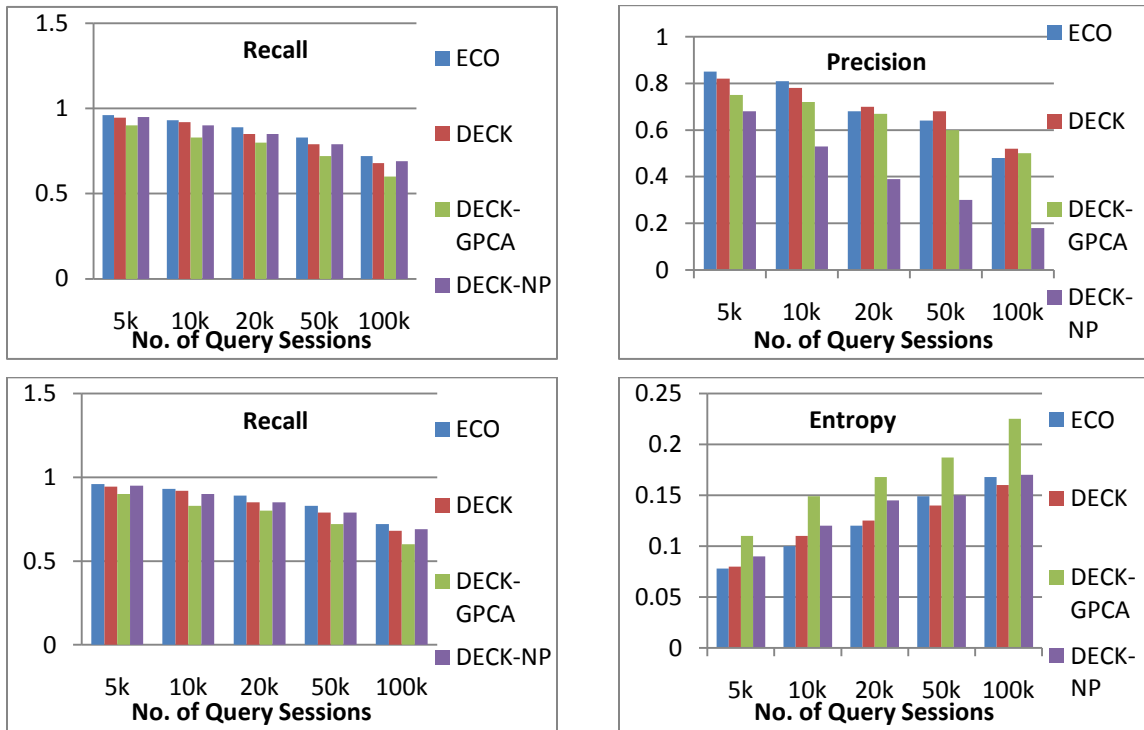 1.5
1
0.5
0
Recall
ECO
DECK
DECK-
GPCA
DECK-NP
5k 10k 20k 50k 100k
No. of Query Sessions
1
0.8
0.6
0.4
0.2
0
Precision
ECO
DECK
DECK-
GPCA
DECK-
NP
5k 10k 20k 50k 100k
No. of Query Sessions
1.5
1
0.5
0
Recall
ECO
DECK
DECK-
GPCA
DECK-NP
5k 10k 20k 50k 100k
No. of Query Sessions
0.25
0.2
0.15
0.1
0.05
0
Entropy
ECO
DECK
DECK-
GPCA
DECK-
NP
5k 10k 20k 50k 100k
No. of Query Sessions